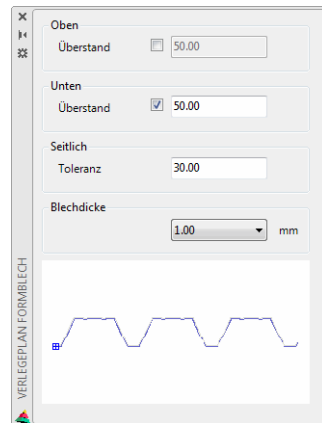 Oben
Überstand 50.00
Unten
Überstand 50.00
Seitlich
Toleranz 30.00
Blechdicke
1.00 mm
VERLEGEPLAN FORMBLECH